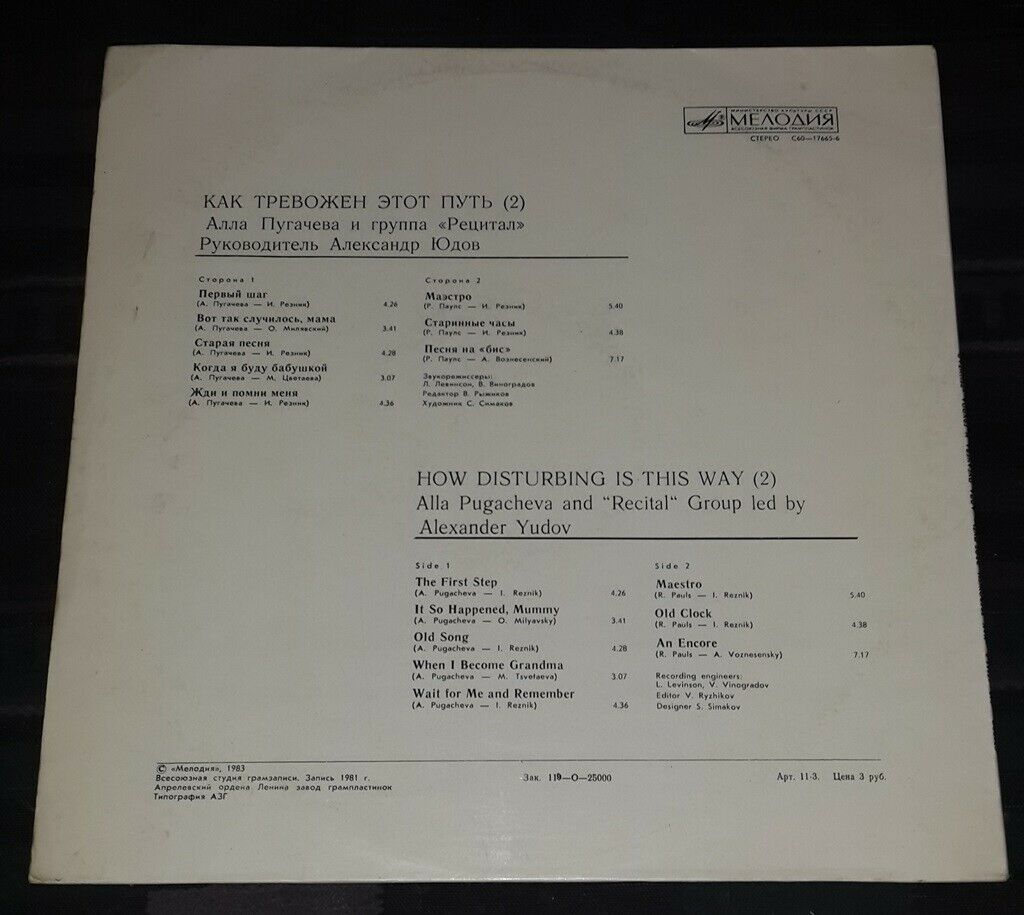 МИНИСТЕРСТВО КУЛЬТУРЫ СССР
МЕЛОДИЯ
ВСЕСОЮЗНАЯ ФИРМА ГРАМПЛАСТИНОК
СТЕРЕО С60—17665-6
КАК ТРЕВОЖЕН ЭТОТ ПУТЬ (2)
Алла Пугачева и группа «Рецитал»
Руководитель Александр Юдов
Сторона 1
Первый шаг
(А. Пугачева — И. Резник) 4.26
Вот так случилось, мама
(А. Пугачева — О. Милявский) 3.41
Старая песня
(А. Пугачева — И. Резник) 4.28
Когда я буду бабушкой
(А. Пугачева — М. Цветаева) 3.07
Жди и помни меня
(А. Пугачева — И. Резник) 4.36
Сторона 2
Маэстро
(Р. Паулс — И. Резник) 5.40
Старинные часы
(Р. Паулс — И. Резник) 4.38
Песня на «бис»
(Р. Паулс — А. Вознесенский) 7.17
Звукорежиссеры:
Л. Левинсон, В. Виноградов
Редактор В. Рыжиков
Художник С. Симаков
HOW DISTURBING IS THIS WAY (2)
Alla Pugacheva and “Recital“ Group led by
Alexander Yudov
Side 1
The First Step
(A. Pugacheva — I. Reznik) 4.26
It So Happened, Mummy
(A. Pugacheva — O. Milyavsky) 3.41
Old Song
(A. Pugacheva — I. Reznik) 4.28
When I Become Grandma
(A. Pugacheva — M. Tsvetaeva) 3.07
Wait for Me and Remember
(A. Pugacheva — I. Reznik) 4.36
Side 2
Maestro
(R. Pauls — I. Reznik) 5.40
Old Clock
(R. Pauls — I. Reznik) 4.38
An Encore
(R. Pauls — A. Voznesensky) 7.17
Recording engineers:
L. Levinson, V. Vinogradov
Editor V. Ryzhikov
Designer S. Simakov
© «Мелодия», 1983
Всесоюзная студия грамзаписи. Запись 1981 г.
Апрелевский ордена Ленина завод грампластинок
Типография АЗГ
Зак. 119—О—25000
Арт. 11-3. Цена 3 руб.